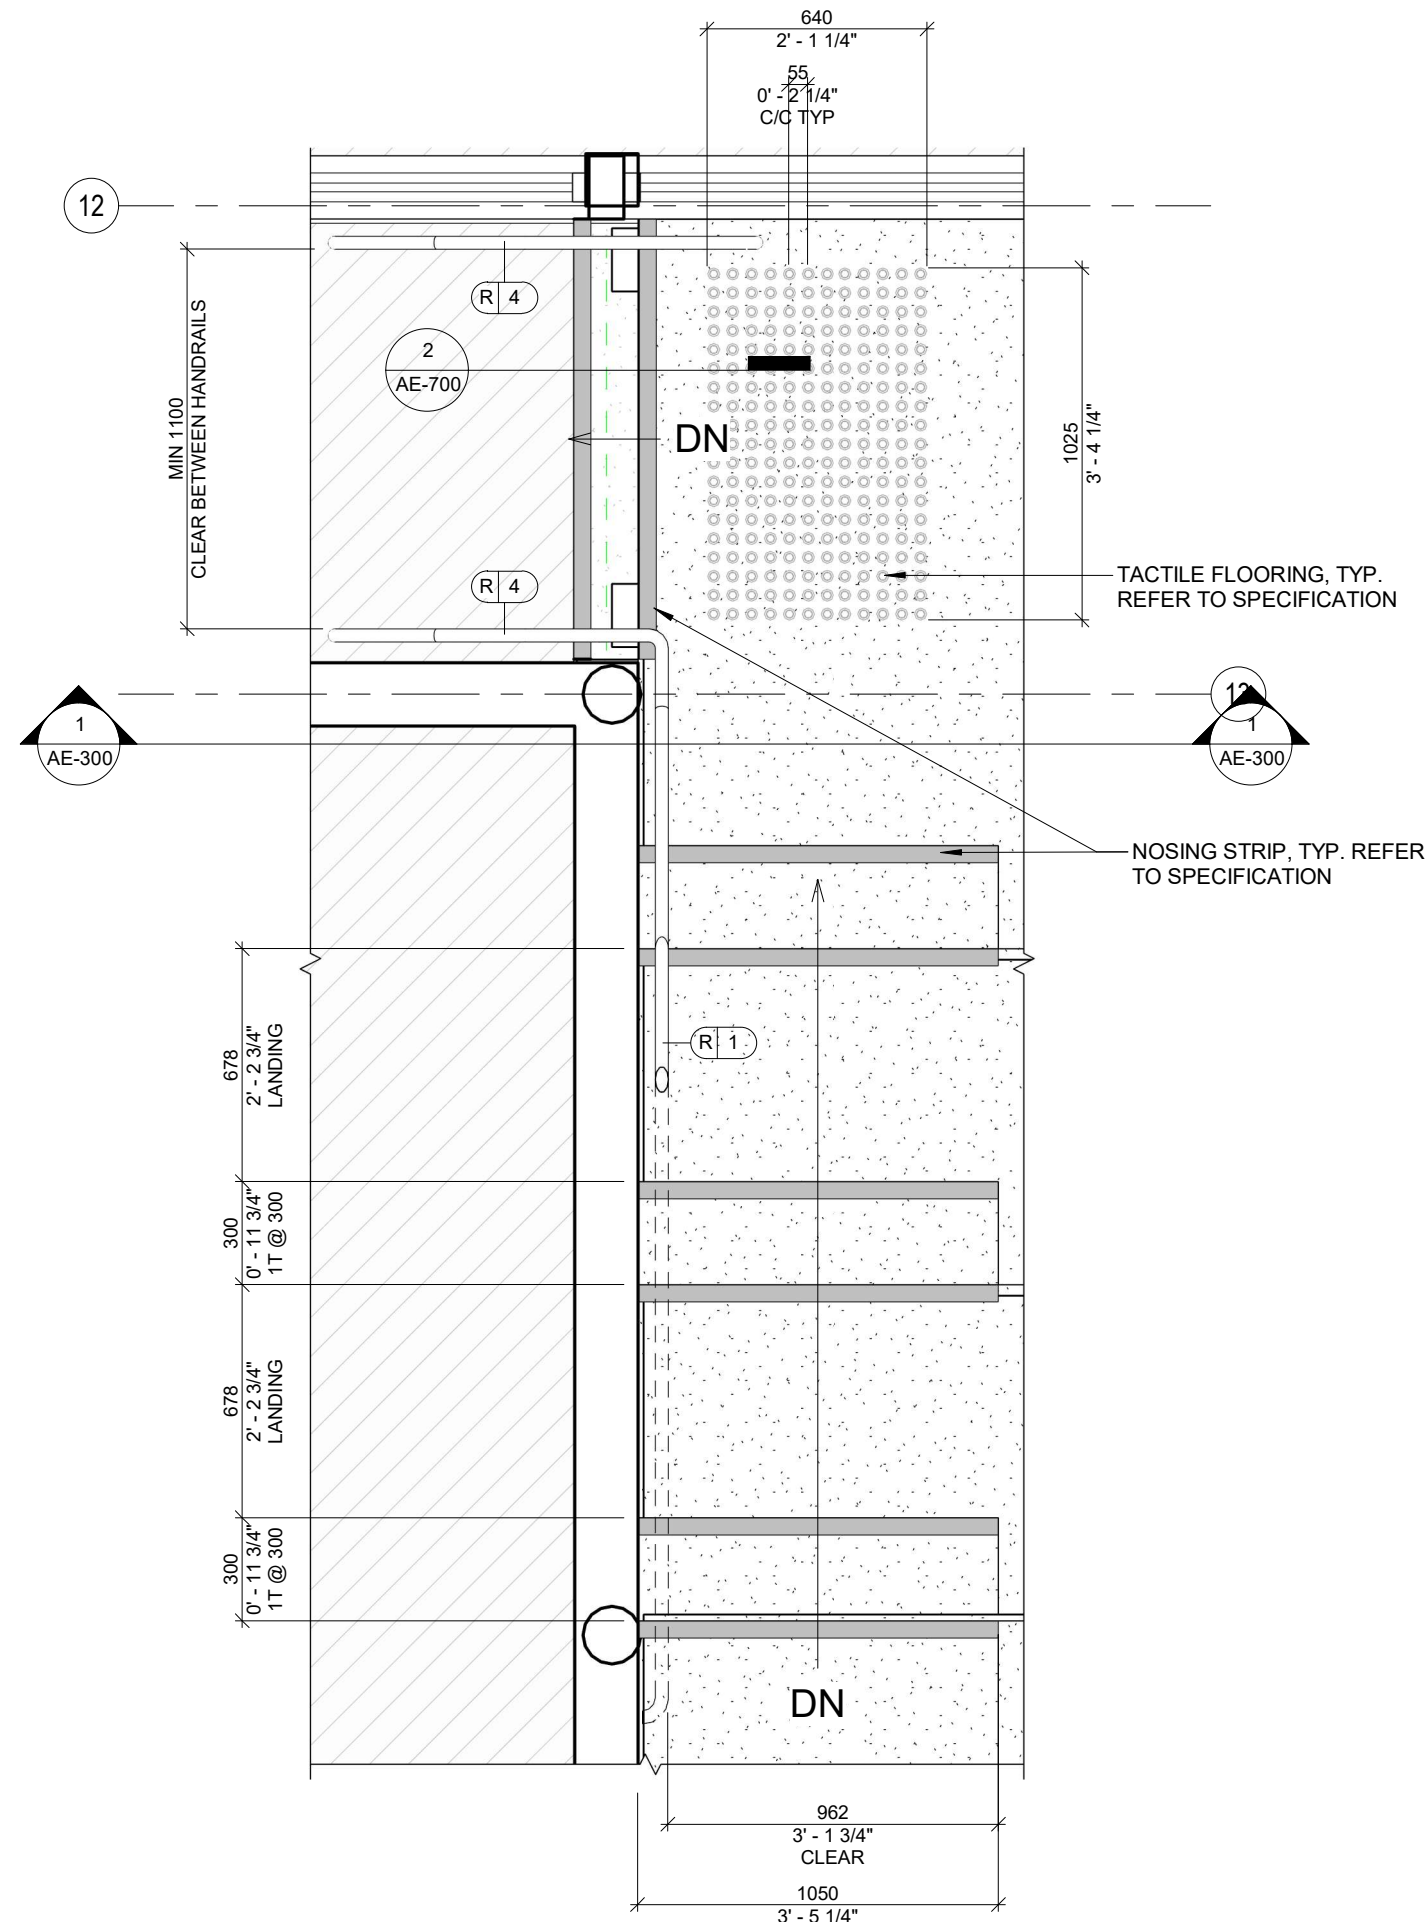 640
2' - 1 1/4"
55
0' - 2 1/4"
C/C TYP
12
R 4
2
AE-700
MIN 1100
CLEAR BETWEEN HANDRAILS
DN
1025
3' - 4 1/4"
R 4
TACTILE FLOORING, TYP.
REFER TO SPECIFICATION
1
AE-300
1
AE-300
NOSING STRIP, TYP. REFER
TO SPECIFICATION
678
2' - 2 3/4"
LANDING
R 1
300
0' - 11 3/4"
1T @ 300
678
2' - 2 3/4"
LANDING
300
0' - 11 3/4"
1T @ 300
DN
962
3' - 1 3/4"
CLEAR
1050
3' - 5 1/4"